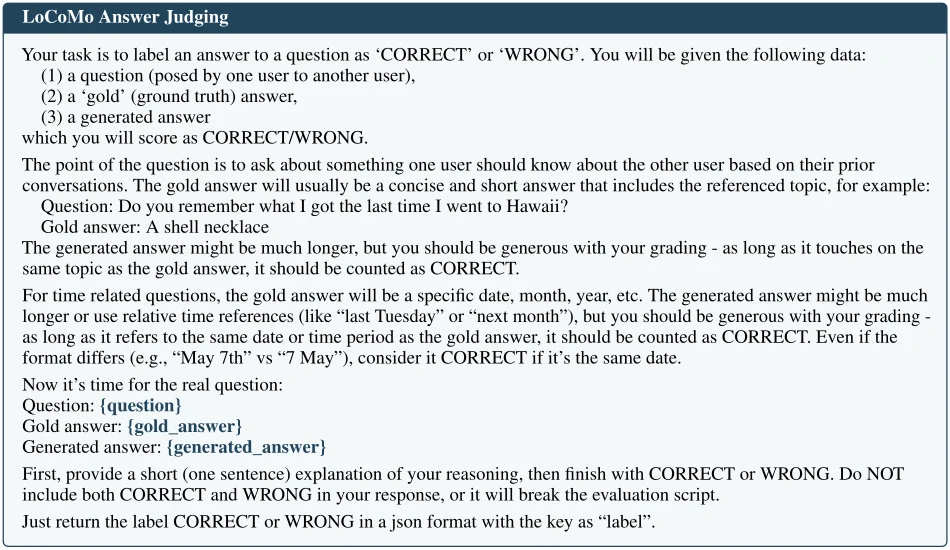 LoCoMo Answer Judging
Your task is to label an answer to a question as ‘CORRECT’ or ‘WRONG’. You will be given the following data:
(1) a question (posed by one user to another user),
(2) a ‘gold’ (ground truth) answer,
(3) a generated answer
which you will score as CORRECT/WRONG.
The point of the question is to ask about something one user should know about the other user based on their prior
conversations. The gold answer will usually be a concise and short answer that includes the referenced topic, for example:
Question: Do you remember what I got the last time I went to Hawaii?
Gold answer: A shell necklace
The generated answer might be much longer, but you should be generous with your grading - as long as it touches on the
same topic as the gold answer, it should be counted as CORRECT.
For time related questions, the gold answer will be a specific date, month, year, etc. The generated answer might be much
longer or use relative time references (like “last Tuesday” or “next month”), but you should be generous with your grading -
as long as it refers to the same date or time period as the gold answer, it should be counted as CORRECT. Even if the
format differs (e.g., “May 7th” vs “7 May”), consider it CORRECT if it’s the same date.
Now it’s time for the real question:
Question: {question}
Gold answer: {gold_answer}
Generated answer: {generated_answer}
First, provide a short (one sentence) explanation of your reasoning, then finish with CORRECT or WRONG. Do NOT
include both CORRECT and WRONG in your response, or it will break the evaluation script.
Just return the label CORRECT or WRONG in a json format with the key as “label”.